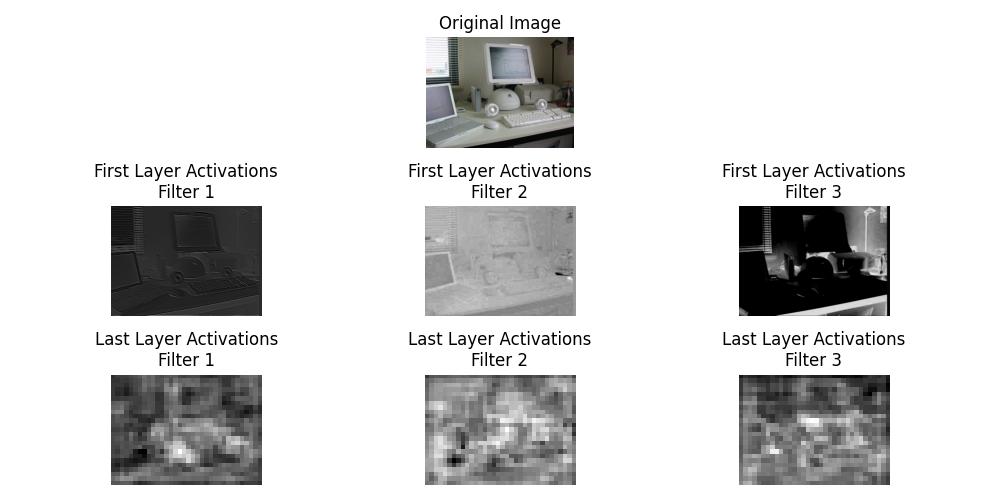 Original Image
First Layer Activations
Filter 1
First Layer Activations
Filter 2
First Layer Activations
Filter 3
Last Layer Activations
Filter 1
Last Layer Activations
Filter 2
Last Layer Activations
Filter 3